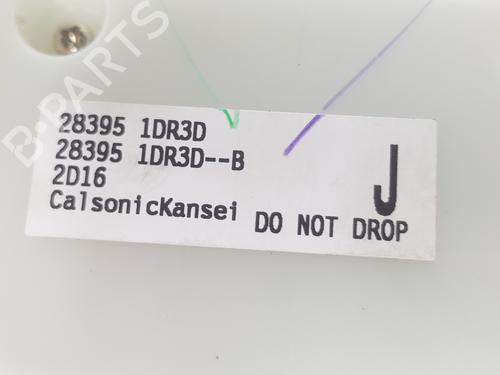 B-PARTS
28395 1DR3D
28395 1DR3D--B
2D16
CalsonicKansei DO NOT DROP
J